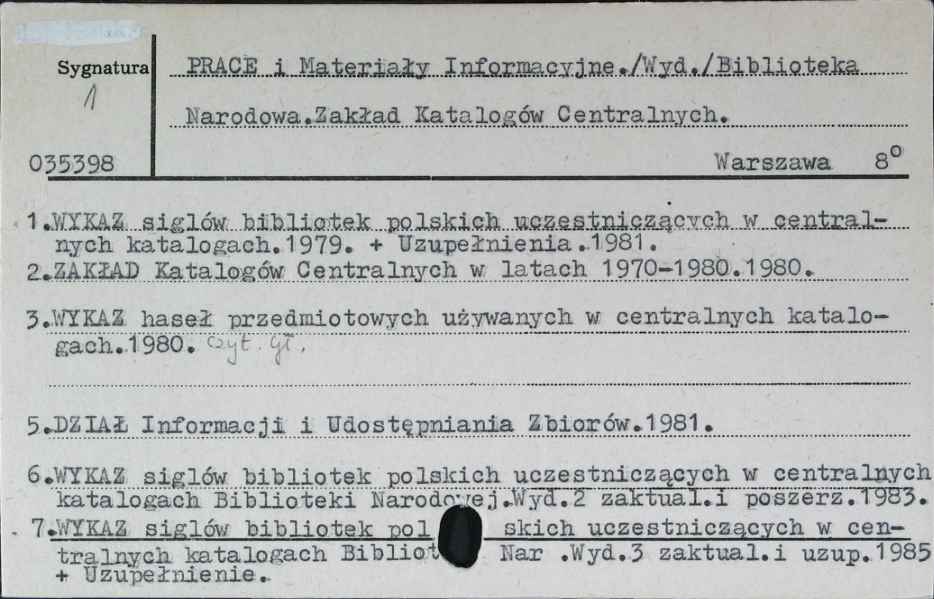 Sygnatura
1
035398
PRACE i Materiały Informacyjne./Wyd./Biblioteka
Narodowa.Zakład Katalogów Centralnych.
Warszawa 8º
1.WYKAZ siglów bibliotek polskich uczestniczących w central-
nych katalogach.1979. + Uzupełnienia.1981.
2.ZAKŁAD Katalogów Centralnych w latach 1970-1980.1980.
3.WYKAZ haseł przedmiotowych używanych w centralnych katalo-
gach.1980. czyt. gł.
5.DZIAŁ Informacji i Udostępniania Zbiorów.1981.
6.WYKAZ siglów bibliotek polskich uczestniczących w centralnych
katalogach Biblioteki Narodowej.Wyd.2 zaktual.i poszerz.1983.
7.WYKAZ siglów bibliotek pol skich uczestniczących w cen-
tralnych katalogach Bibliot Nar .Wyd.3 zaktual.i uzup.1985
+ Uzupełnienie.